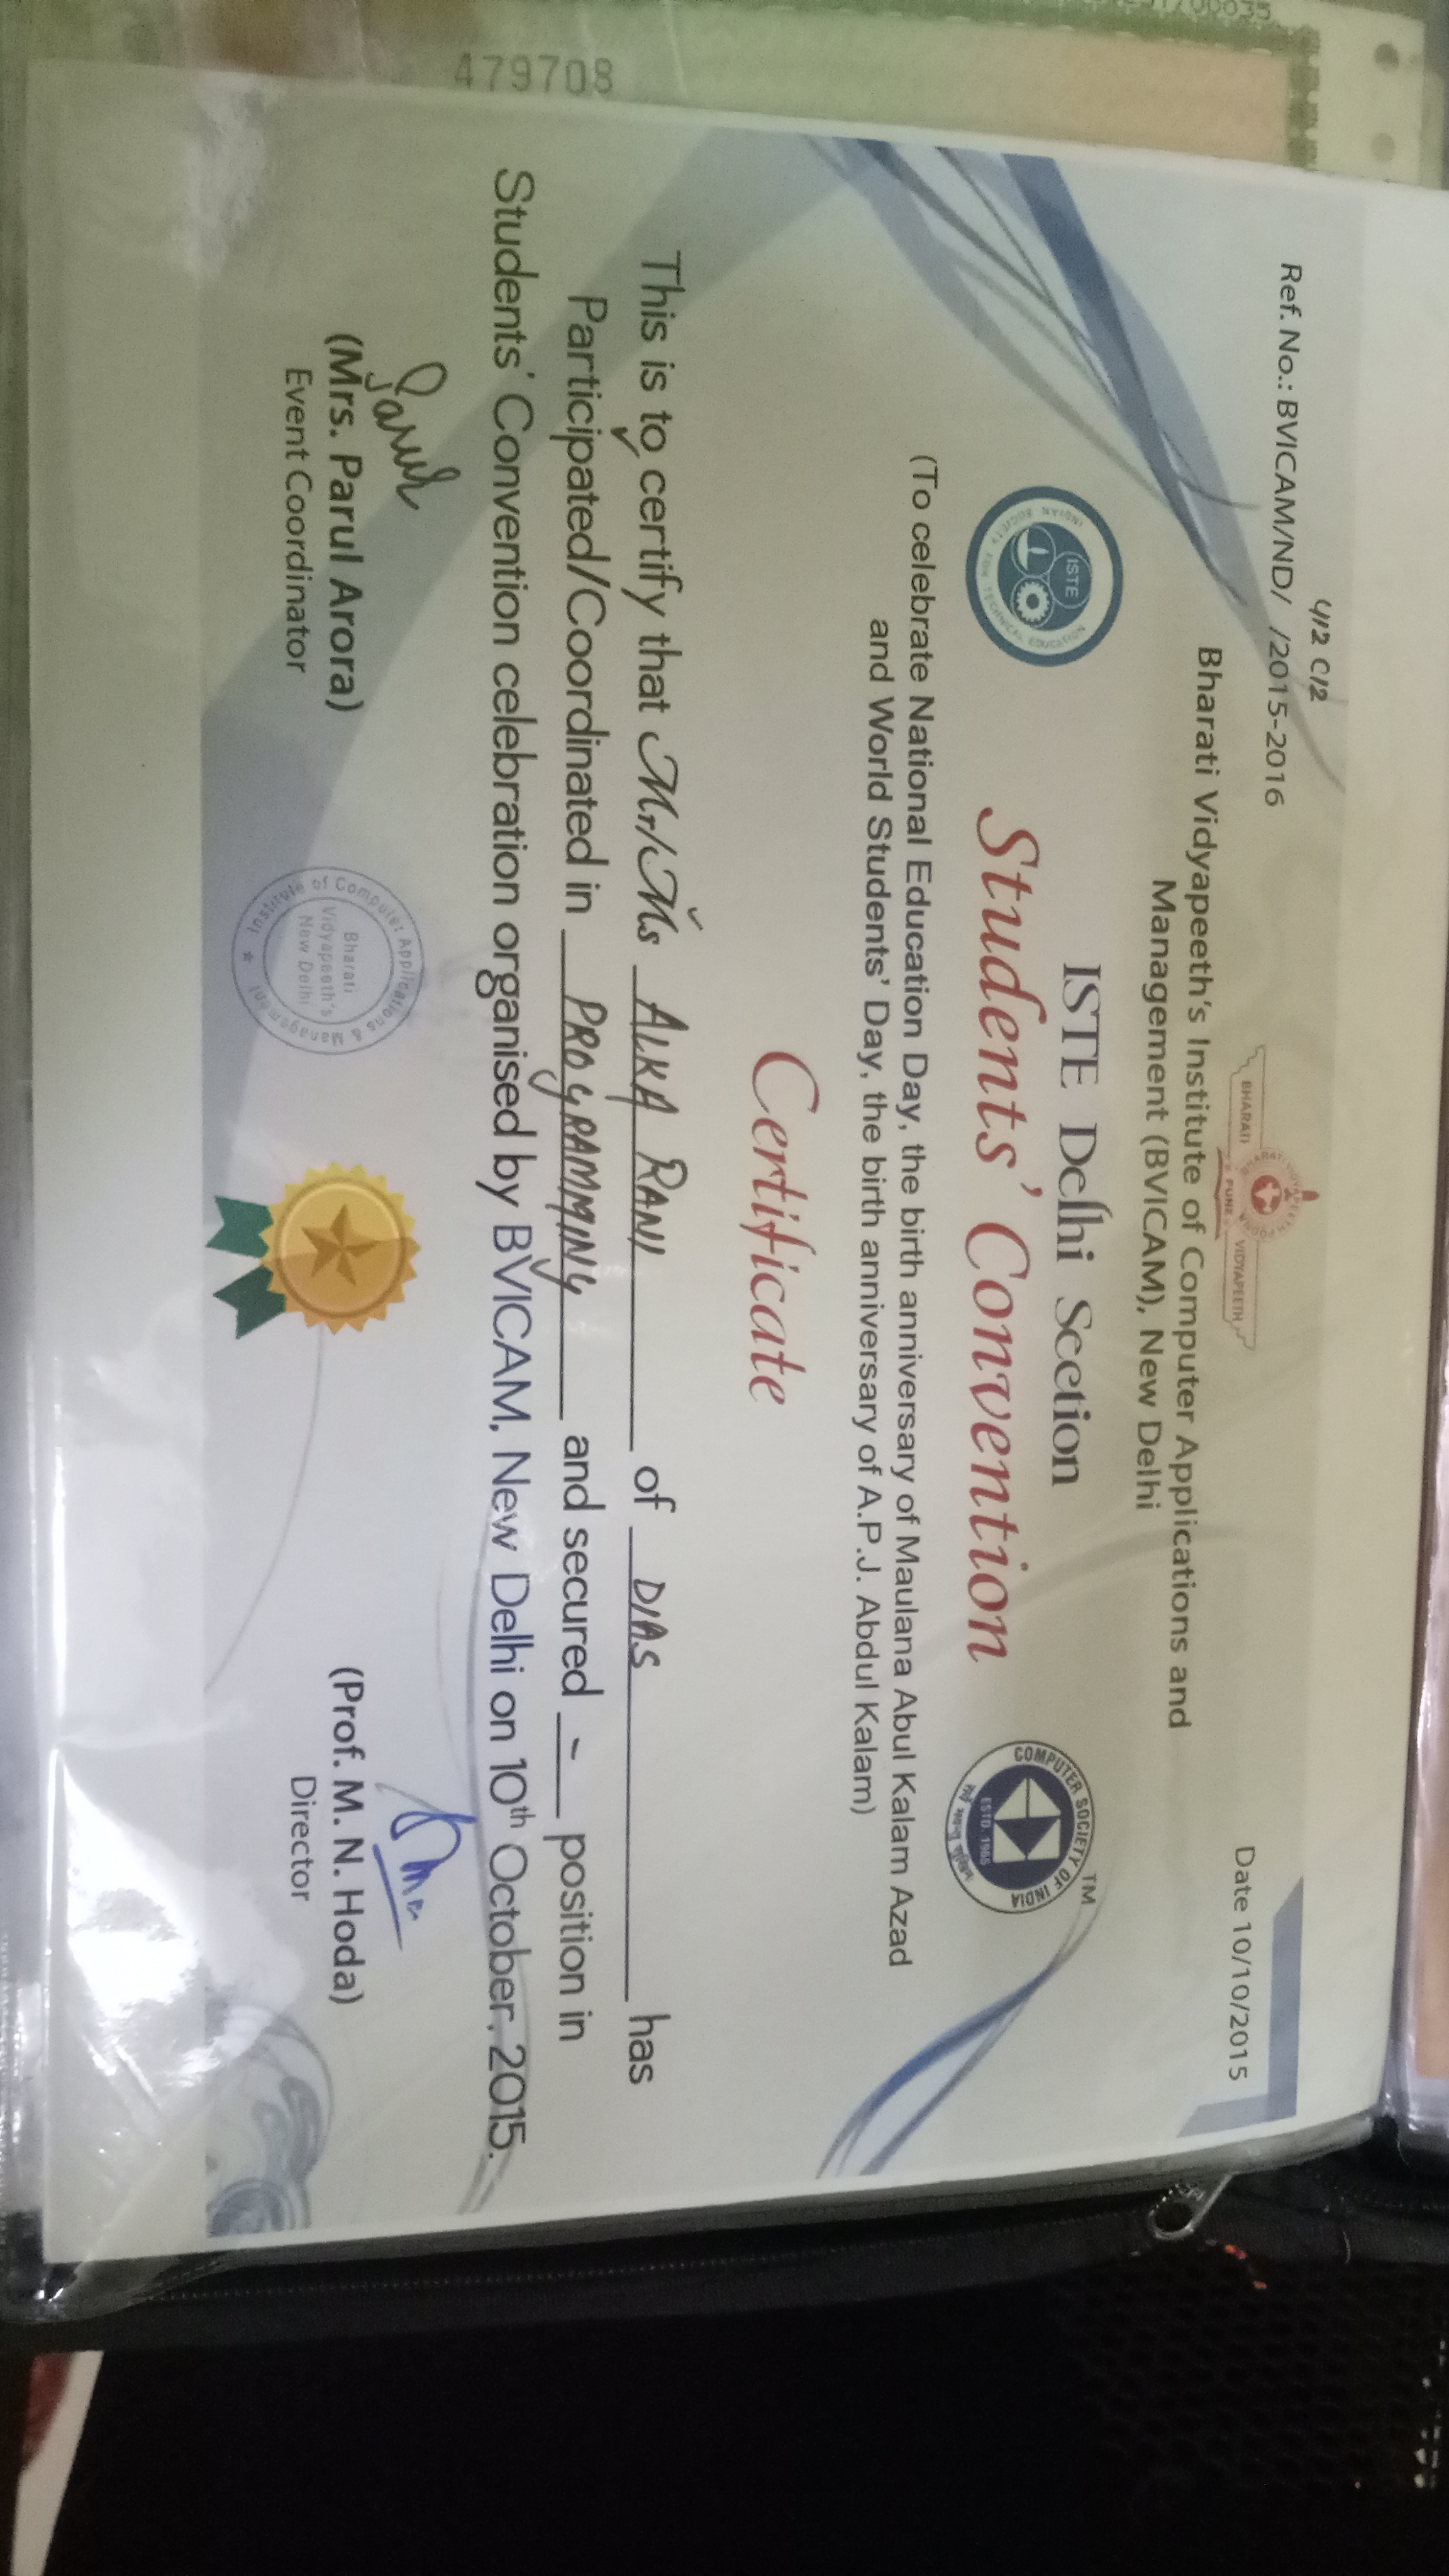 479708
412 C12
Ref. No.: BVICAM/ND/ /2015-2016
Date 10/10/2015
BHARATI VIDYAPEETH
PUNE
Bharati Vidyapeeth's Institute of Computer Applications and
Management (BVICAM), New Delhi
ISTE Delhi Section
Students' Convention
ISTE
INDIAN SOCIETY FOR TECHNICAL EDUCATION
COMPUTER SOCIETY OF INDIA
TM
ESTD. 1965
(To celebrate National Education Day, the birth anniversary of Maulana Abul Kalam Azad
and World Students' Day, the birth anniversary of A.P.J. Abdul Kalam)
Certificate
This is to certify that Mr/Ms ALKA RANI of DIAS has
Participated/Coordinated in PROGRAMMING and secured - position in
Students' Convention celebration organised by BVICAM, New Delhi on 10th October, 2015.
Parul
(Mrs. Parul Arora)
Event Coordinator
Institute of Computer Applications & Management
Bharati
Vidyapeeth's
New Delhi
(Prof. M. N. Hoda)
Director